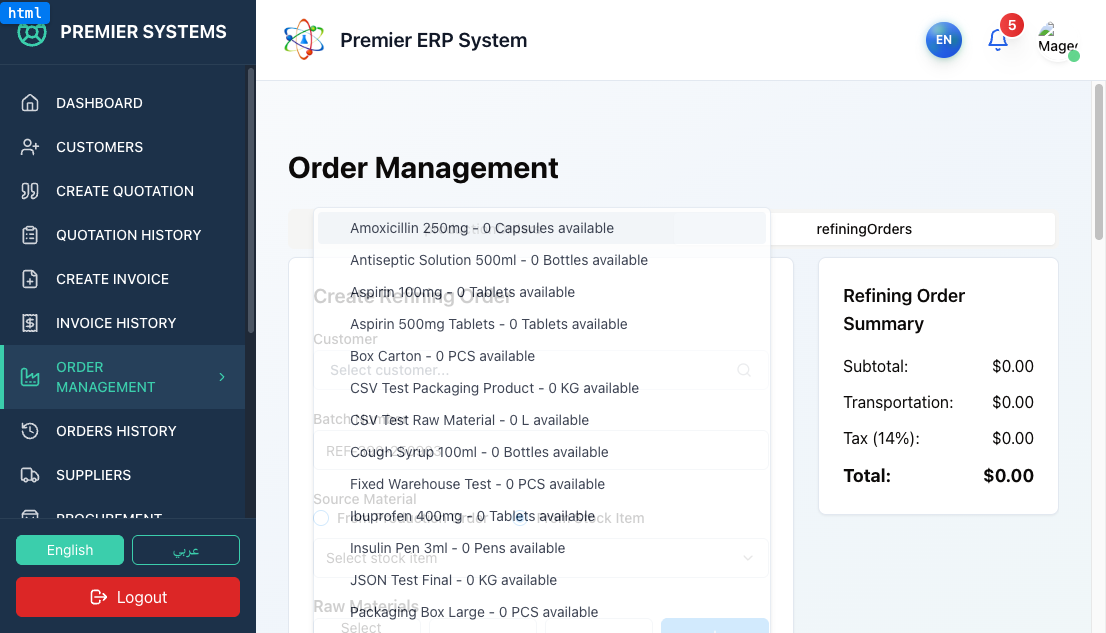 html
PREMIER SYSTEMS
Premier ERP System
EN
5
Mage
DASHBOARD
CUSTOMERS
CREATE QUOTATION
QUOTATION HISTORY
CREATE INVOICE
INVOICE HISTORY
ORDER
MANAGEMENT
ORDERS HISTORY
SUPPLIERS
PROCUREMENT
English
عربي
Logout
Order Management
refiningOrders
Amoxicillin 250mg - 0 Capsules available
Antiseptic Solution 500ml - 0 Bottles available
Aspirin 100mg - 0 Tablets available
Aspirin 500mg Tablets - 0 Tablets available
Box Carton - 0 PCS available
CSV Test Packaging Product - 0 KG available
CSV Test Raw Material - 0 L available
Cough Syrup 100ml - 0 Bottles available
Fixed Warehouse Test - 0 PCS available
Ibuprofen 400mg - 0 Tablets available
Insulin Pen 3ml - 0 Pens available
JSON Test Final - 0 KG available
Packaging Box Large - 0 PCS available
Create Refining Order
Customer
Select customer...
Batch Number
Source Material
From Production Order
From Stock Item
Select stock item
Raw Materials
Select
Refining Order
Summary
Subtotal: $0.00
Transportation: $0.00
Tax (14%): $0.00
Total: $0.00